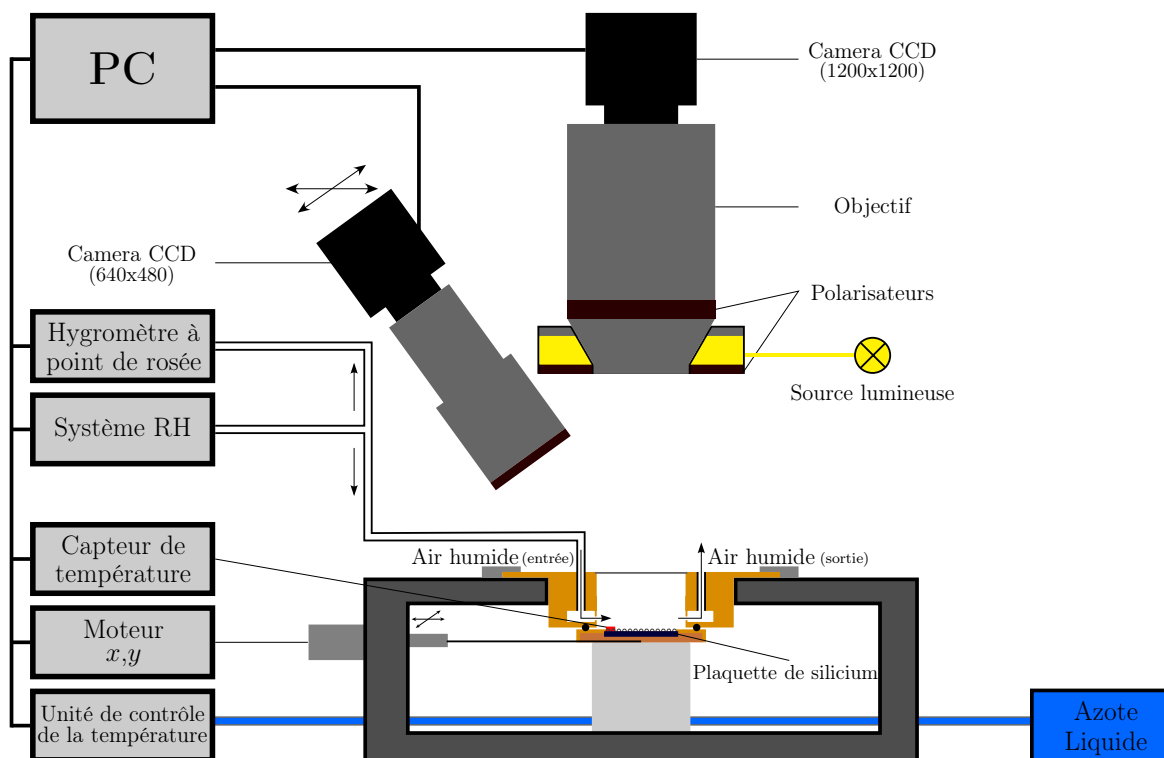 PC
Camera CCD
(1200x1200)
Objectif
Camera CCD
(640x480)
Polarisateurs
Hygromètre à
point de rosée
Source lumineuse
Système RH
Capteur de
température
Air humide (entrée)
Air humide (sortie)
Moteur
x,y
Plaquette de silicium
Unité de contrôle
de la température
Azote
Liquide